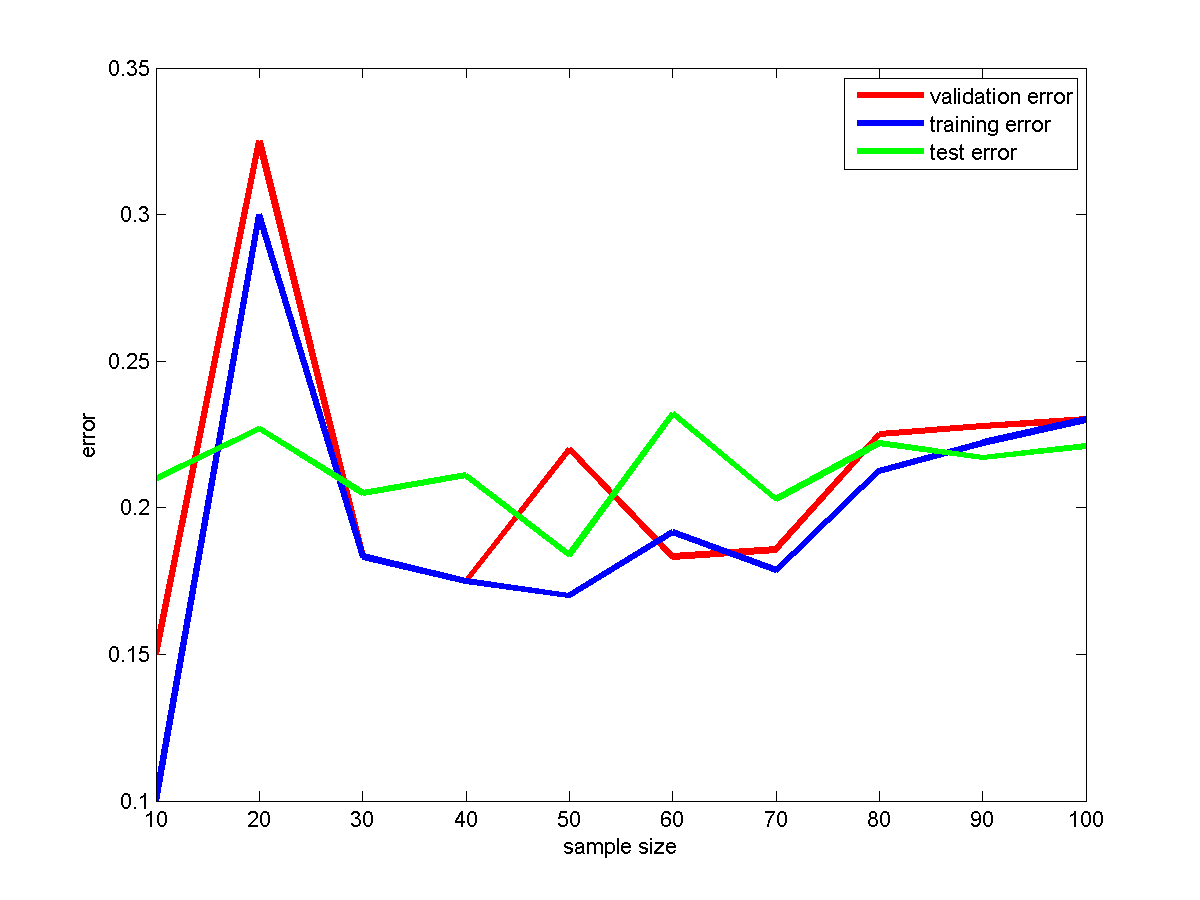 0.35
0.3
0.25
0.2
0.15
0.1
error
10 20 30 40 50 60 70 80 90 100
sample size
validation error
training error
test error